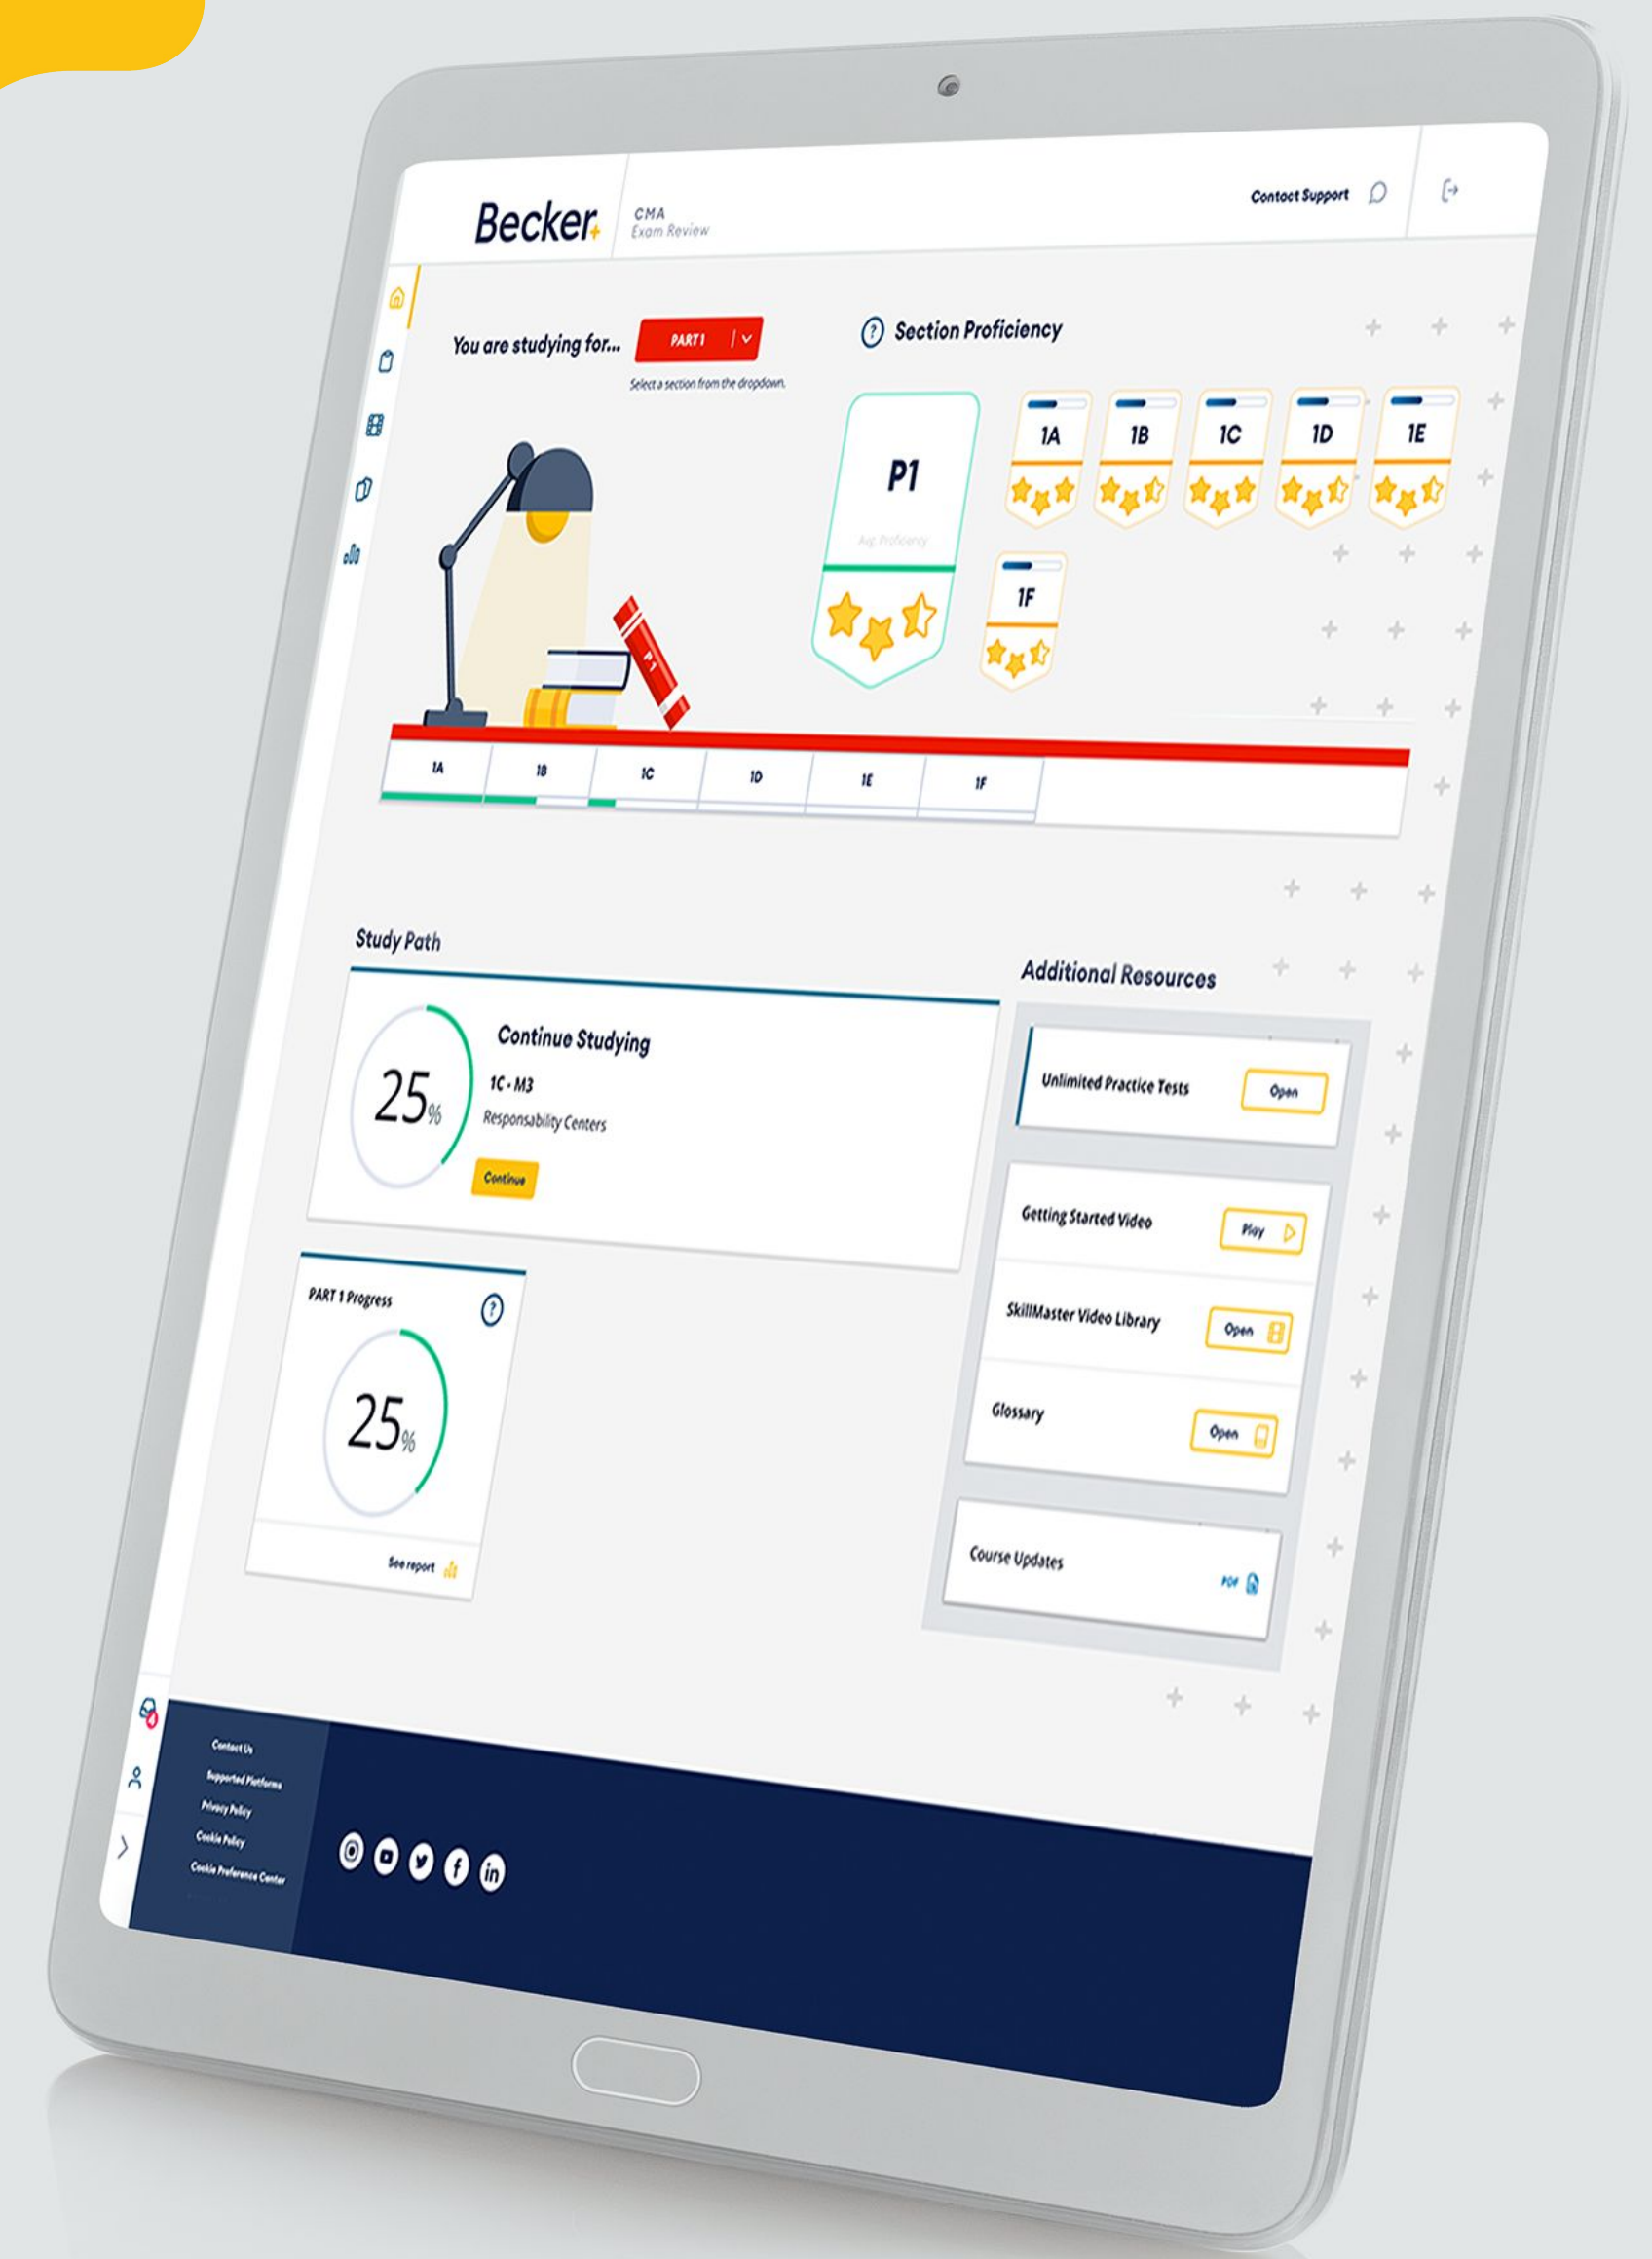 Becker+
CMA
Exam Review
Contact Support
You are studying for...
PART 1
Select a section from the dropdown.
Section Proficiency
P1
Avg. Proficiency
1A
1B
1C
1D
1E
1F
P-1
1A
1B
1C
1D
1E
1F
Study Path
25%
Continue Studying
1C - M3
Responsability Centers
Continue
PART 1 Progress
25%
See report
Additional Resources
Unlimited Practice Tests
Open
Getting Started Video
Play
SkillMaster Video Library
Open
Glossary
Open
Course Updates
PDF
4
Contact Us
Supported Platforms
Privacy Policy
Cookie Policy
Cookie Preference Center